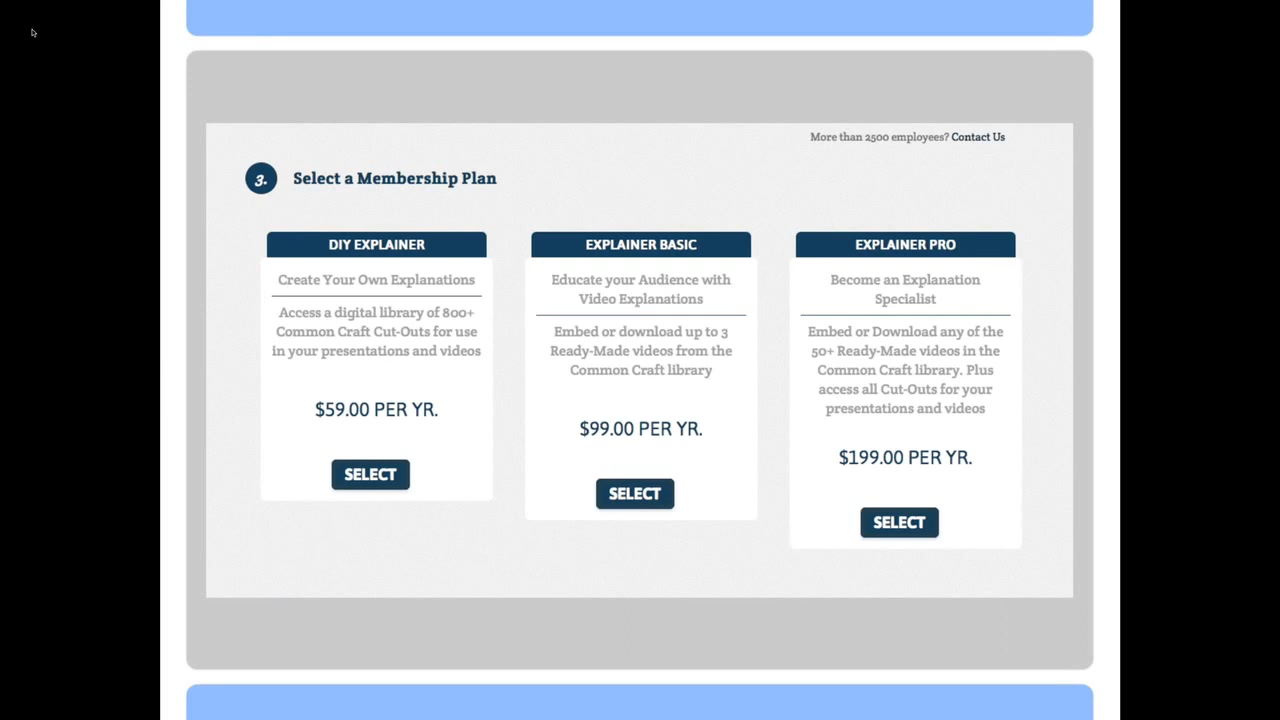 More than 2500 employees? Contact Us
3. Select a Membership Plan
DIY EXPLAINER
Create Your Own Explanations
Access a digital library of 800+
Common Craft Cut-Outs for use
in your presentations and videos
$59.00 PER YR.
SELECT
EXPLAINER BASIC
Educate your Audience with
Video Explanations
Embed or download up to 3
Ready-Made videos from the
Common Craft library
$99.00 PER YR.
SELECT
EXPLAINER PRO
Become an Explanation
Specialist
Embed or Download any of the
50+ Ready-Made videos in the
Common Craft library. Plus
access all Cut-Outs for your
presentations and videos
$199.00 PER YR.
SELECT